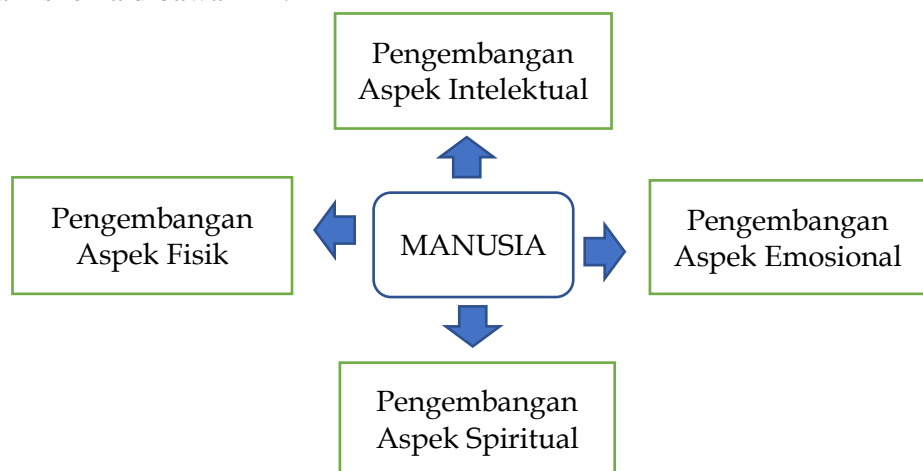 Pengembangan
Aspek Intelektual
Pengembangan
Aspek Fisik
MANUSIA
Pengembangan
Aspek Emosional
Pengembangan
Aspek Spiritual